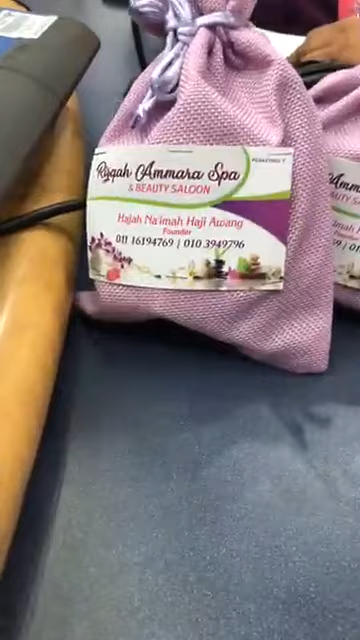 Rizqah Ammara Spa
& BEAUTY SALOON
Hajah Na'imah Haji Awang
Founder
011 16194769 | 010 3949796